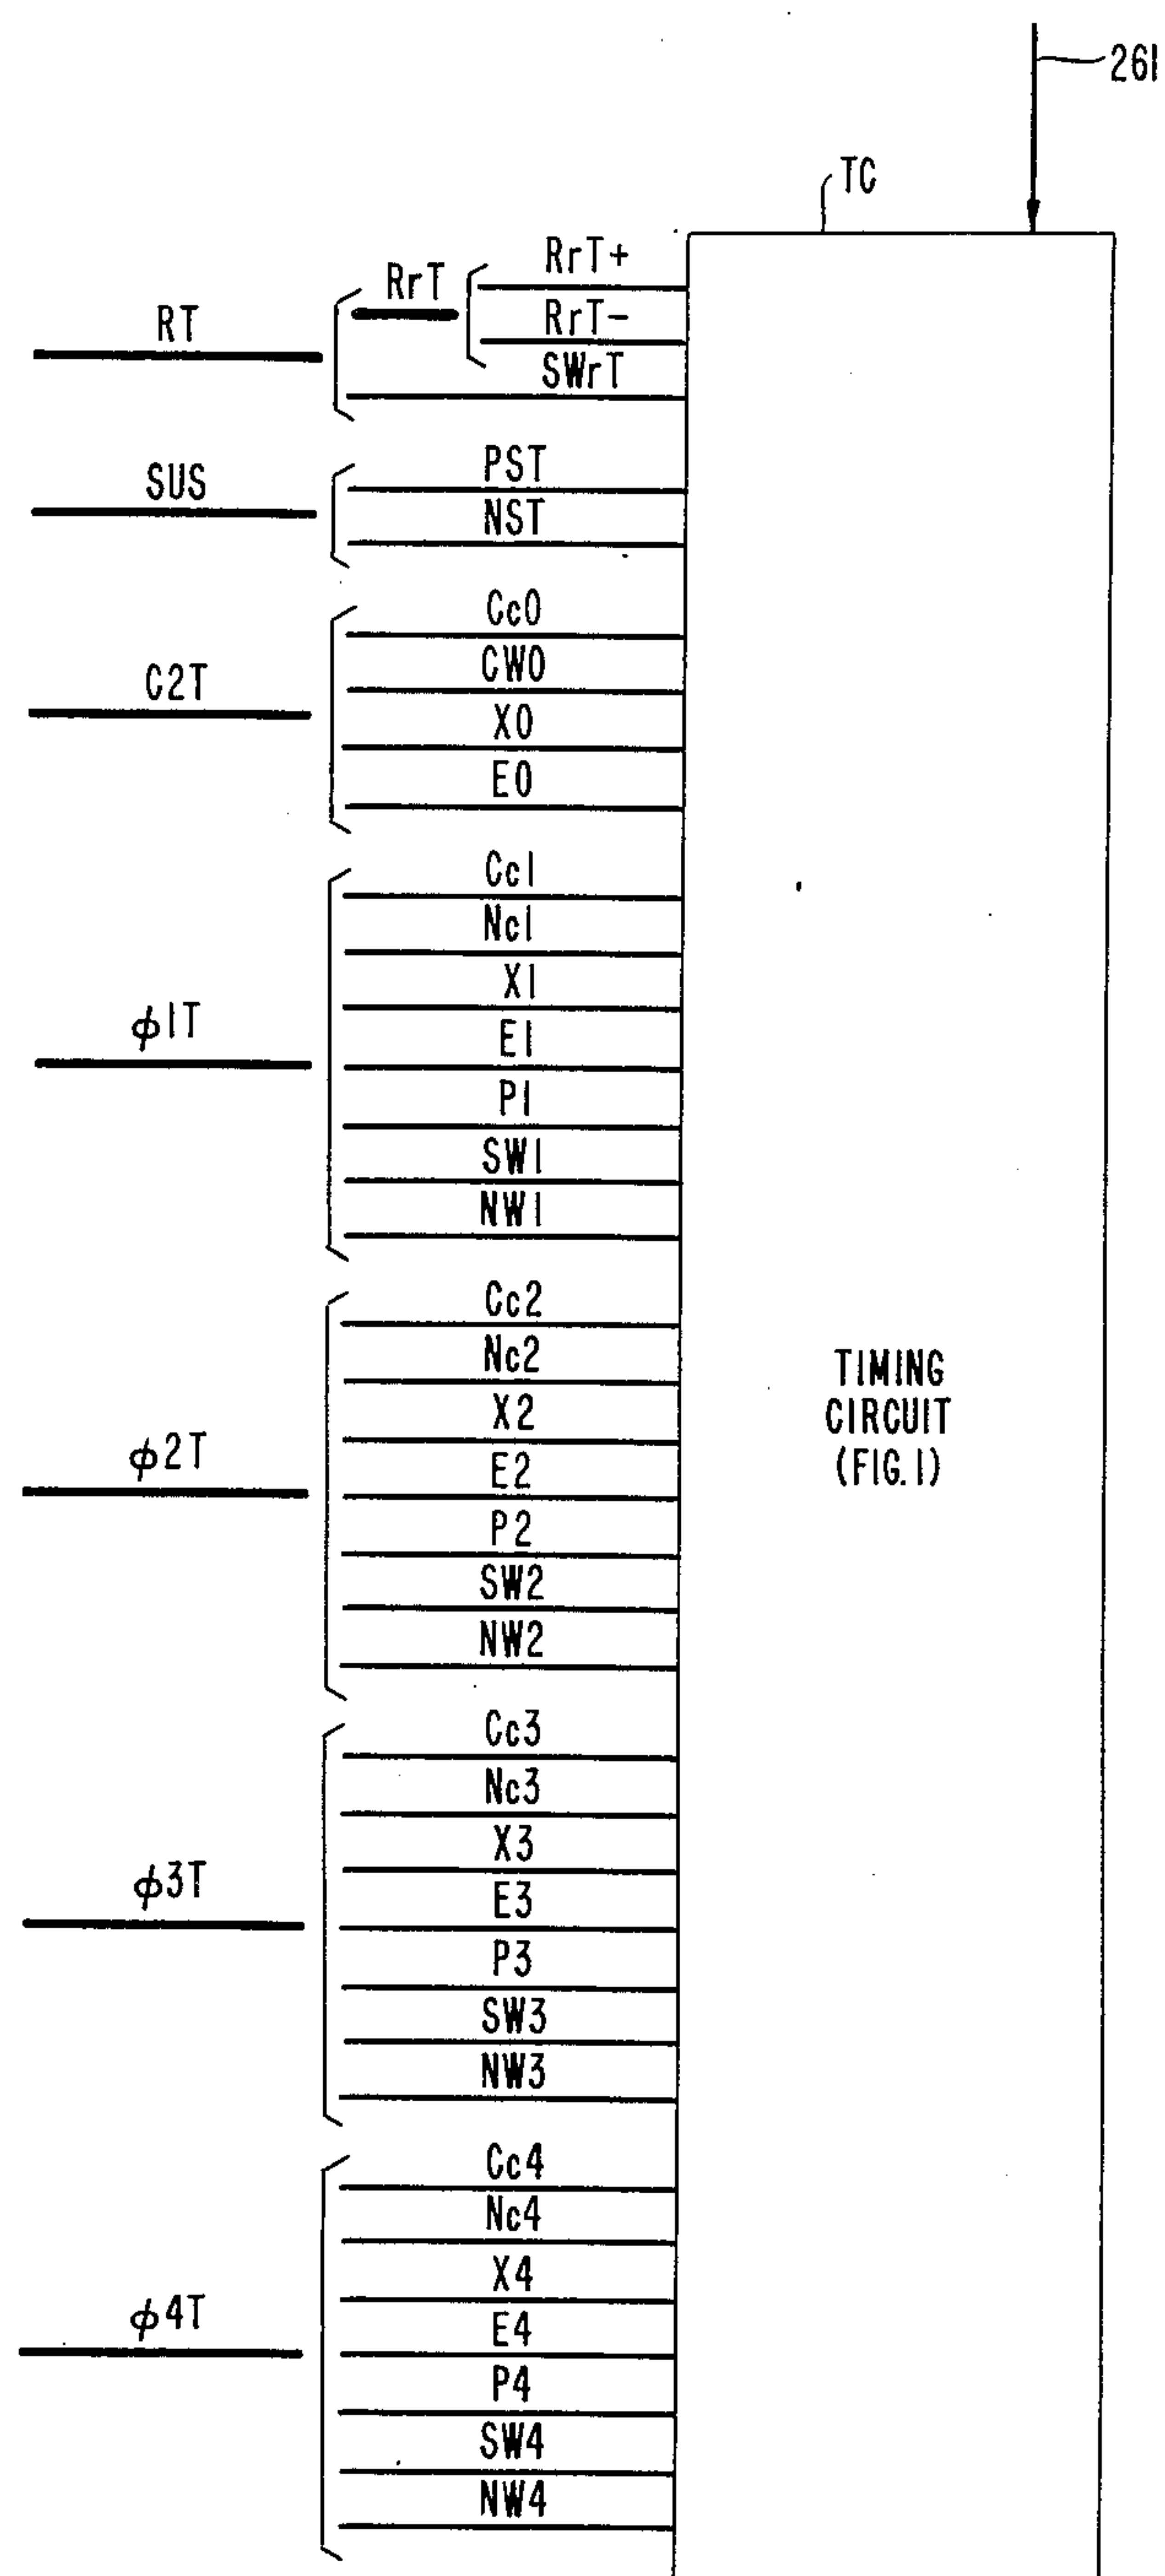 261
TC
RrT+
RrT
RrT-
RT
SWrT
PST
SUS
NST
Cc0
CW0
C2T
X0
E0
Cc1
Nc1
X1
φ1T
E1
P1
SW1
NW1
Cc2
Nc2
X2
φ2T
E2
P2
SW2
NW2
TIMING
CIRCUIT
(FIG. 1)
Cc3
Nc3
X3
φ3T
E3
P3
SW3
NW3
Cc4
Nc4
X4
φ4T
E4
P4
SW4
NW4